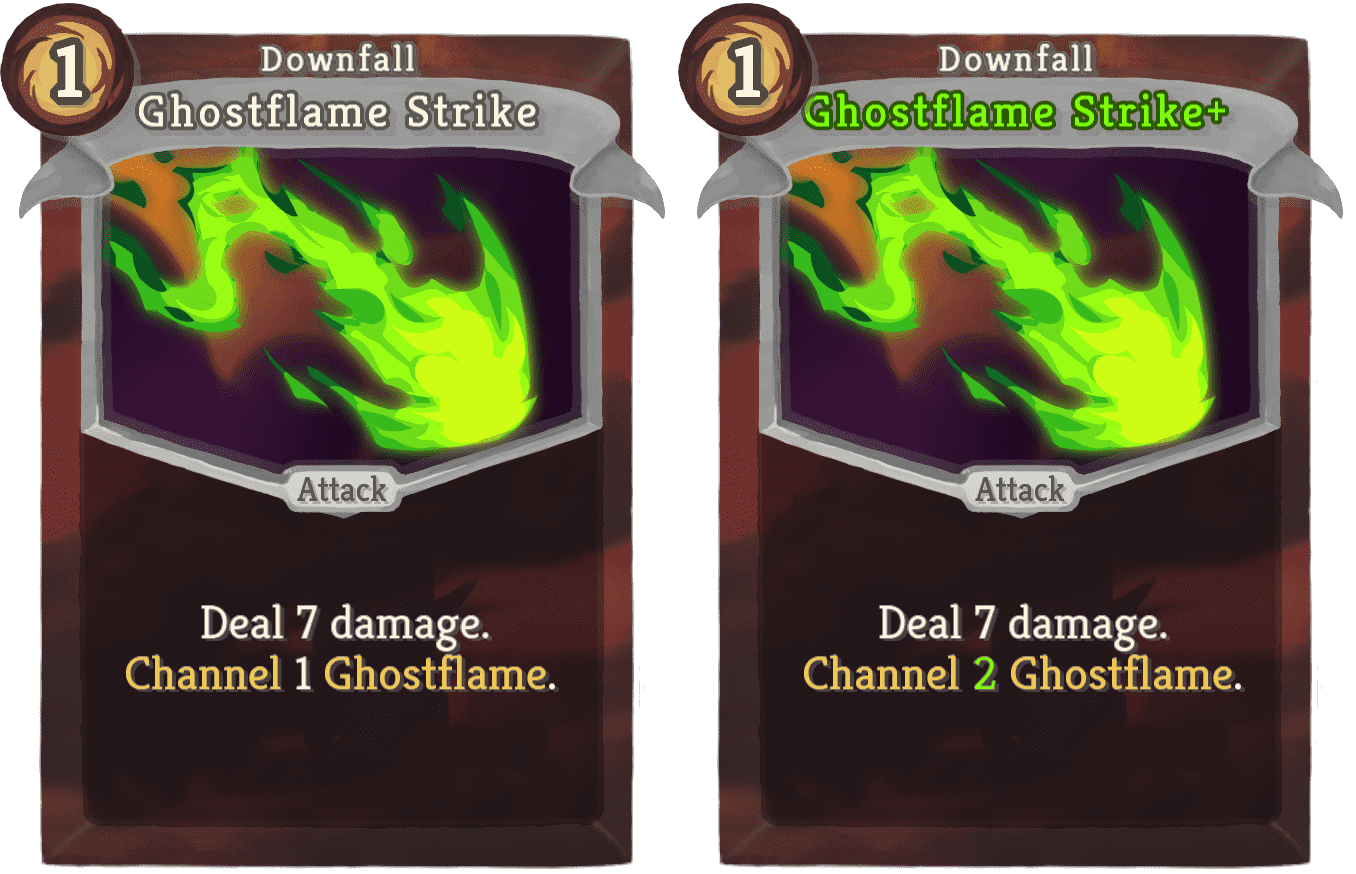 1
Downfall
Ghostflame Strike
Attack
Deal 7 damage.
Channel 1 Ghostflame.
1
Downfall
Ghostflame Strike+
Attack
Deal 7 damage.
Channel 2 Ghostflame.